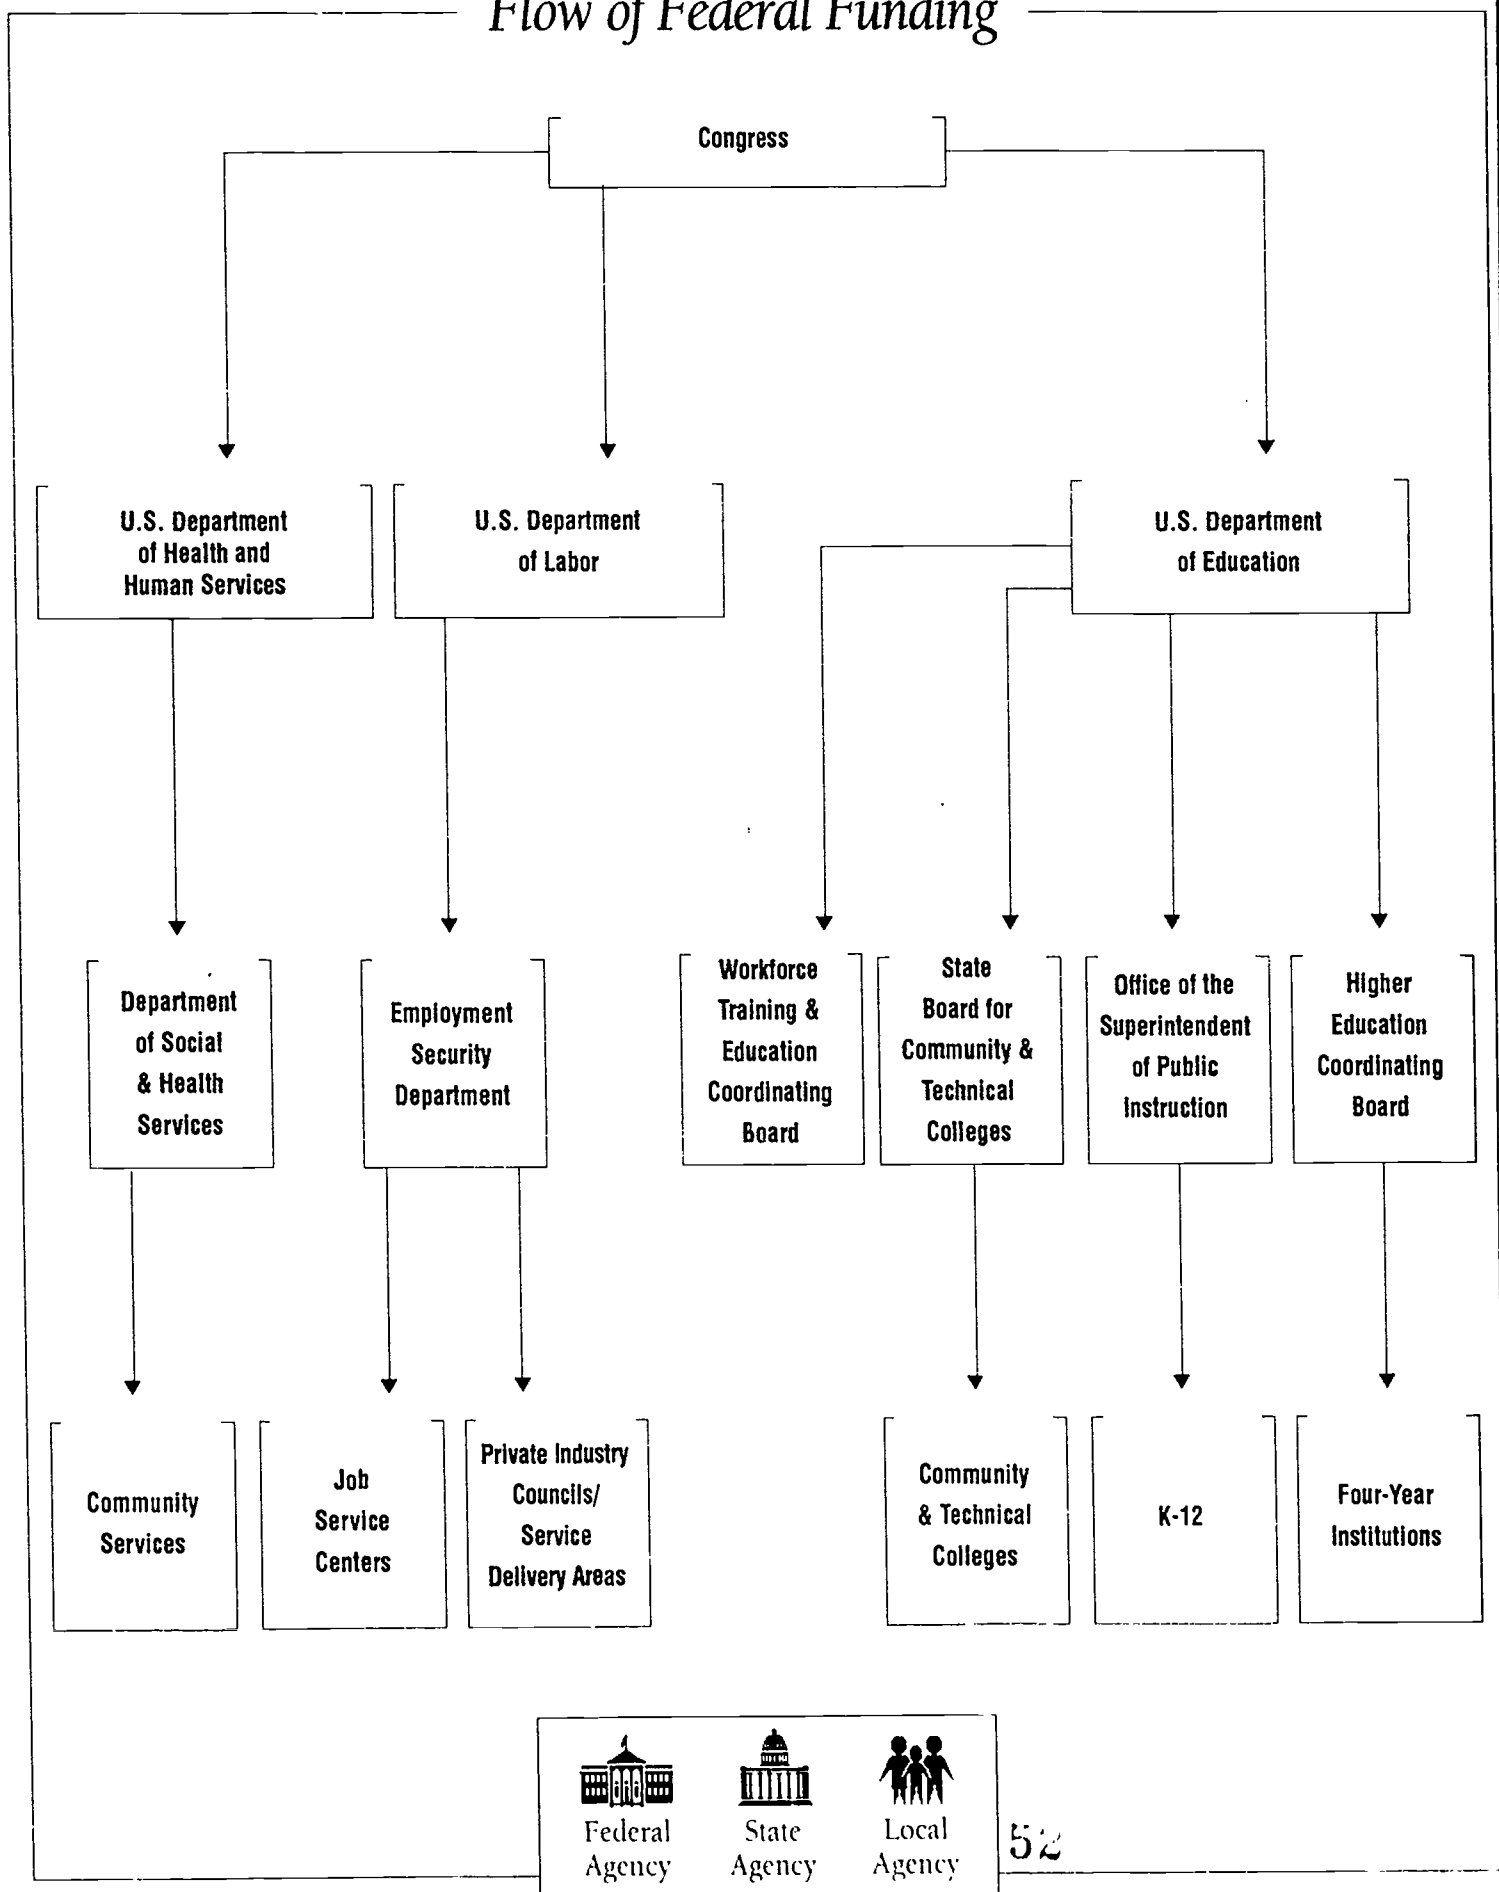 Flow of Federal Funding
Congress
U.S. Department
of Health and
Human Services
U.S. Department
of Labor
U.S. Department
of Education
Department
of Social
& Health
Services
Employment
Security
Department
Workforce
Training &
Education
Coordinating
Board
State
Board for
Community &
Technical
Colleges
Office of the
Superintendent
of Public
Instruction
Higher
Education
Coordinating
Board
Community
Services
Job
Service
Centers
Private Industry
Councils/
Service
Delivery Areas
Community
& Technical
Colleges
K-12
Four-Year
Institutions
Federal
Agency
State
Agency
Local
Agency
52